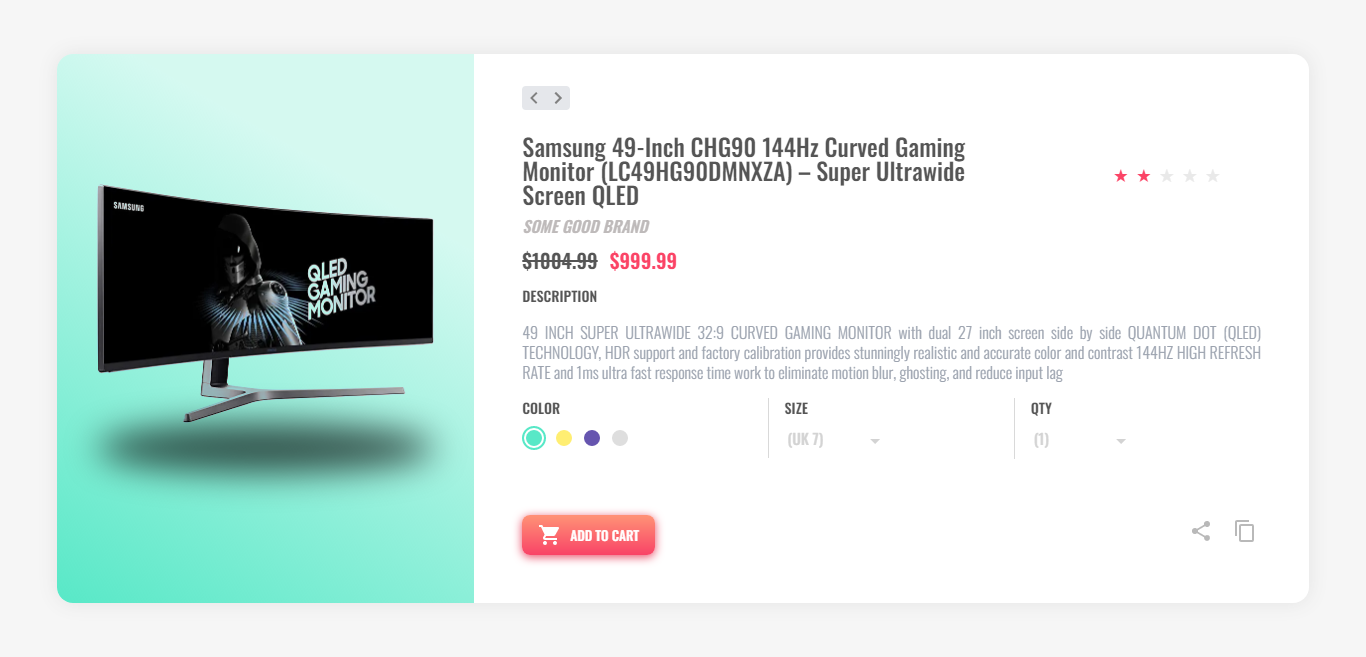 SAMSUNG
QLED
GAMING
MONITOR
Samsung 49-Inch CHG90 144Hz Curved Gaming
Monitor (LC49HG90DMNXZA) – Super Ultrawide
Screen QLED
SOME GOOD BRAND
$1084.99 $999.99
DESCRIPTION
49 INCH SUPER ULTRAWIDE 32:9 CURVED GAMING MONITOR with dual 27 inch screen side by side QUANTUM DOT (QLED)
TECHNOLOGY, HDR support and factory calibration provides stunningly realistic and accurate color and contrast 144HZ HIGH REFRESH
RATE and 1ms ultra fast response time work to eliminate motion blur, ghosting, and reduce input lag
COLOR
SIZE
(UK 7)
QTY
(1)
ADD TO CART